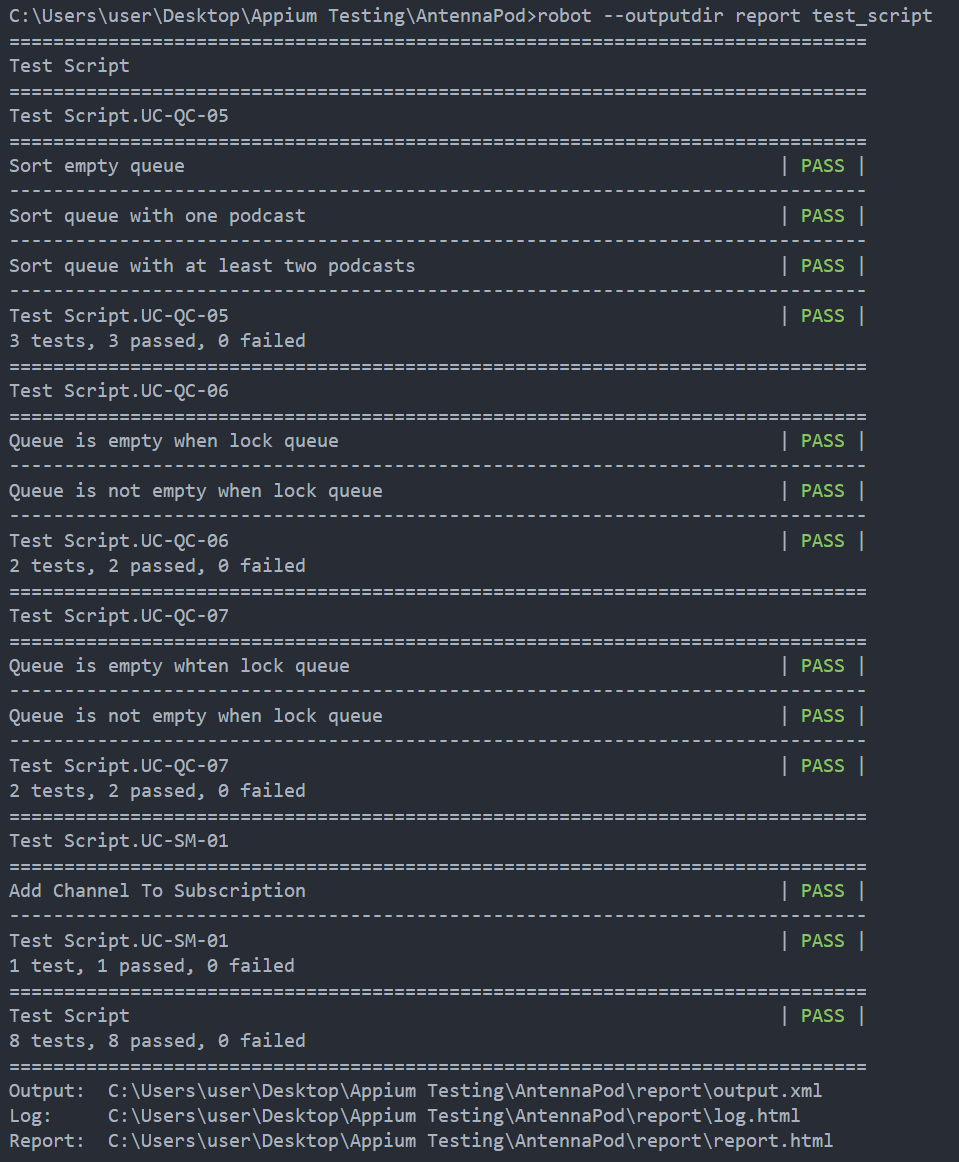 C:\Users\user\Desktop\Appium Testing\AntennaPod>robot --outputdir report test_script
==============================================================================
Test Script
==============================================================================
Test Script.UC-QC-05
==============================================================================
Sort empty queue                                                      | PASS |
------------------------------------------------------------------------------
Sort queue with one podcast                                           | PASS |
------------------------------------------------------------------------------
Sort queue with at least two podcasts                                 | PASS |
------------------------------------------------------------------------------
Test Script.UC-QC-05                                                  | PASS |
3 tests, 3 passed, 0 failed
==============================================================================
Test Script.UC-QC-06
==============================================================================
Queue is empty when lock queue                                        | PASS |
------------------------------------------------------------------------------
Queue is not empty when lock queue                                    | PASS |
------------------------------------------------------------------------------
Test Script.UC-QC-06                                                  | PASS |
2 tests, 2 passed, 0 failed
==============================================================================
Test Script.UC-QC-07
==============================================================================
Queue is empty whten lock queue                                       | PASS |
------------------------------------------------------------------------------
Queue is not empty when lock queue                                    | PASS |
------------------------------------------------------------------------------
Test Script.UC-QC-07                                                  | PASS |
2 tests, 2 passed, 0 failed
==============================================================================
Test Script.UC-SM-01
==============================================================================
Add Channel To Subscription                                           | PASS |
------------------------------------------------------------------------------
Test Script.UC-SM-01                                                  | PASS |
1 test, 1 passed, 0 failed
==============================================================================
Test Script                                                           | PASS |
8 tests, 8 passed, 0 failed
==============================================================================
Output:  C:\Users\user\Desktop\Appium Testing\AntennaPod\report\output.xml
Log:     C:\Users\user\Desktop\Appium Testing\AntennaPod\report\log.html
Report:  C:\Users\user\Desktop\Appium Testing\AntennaPod\report\report.html